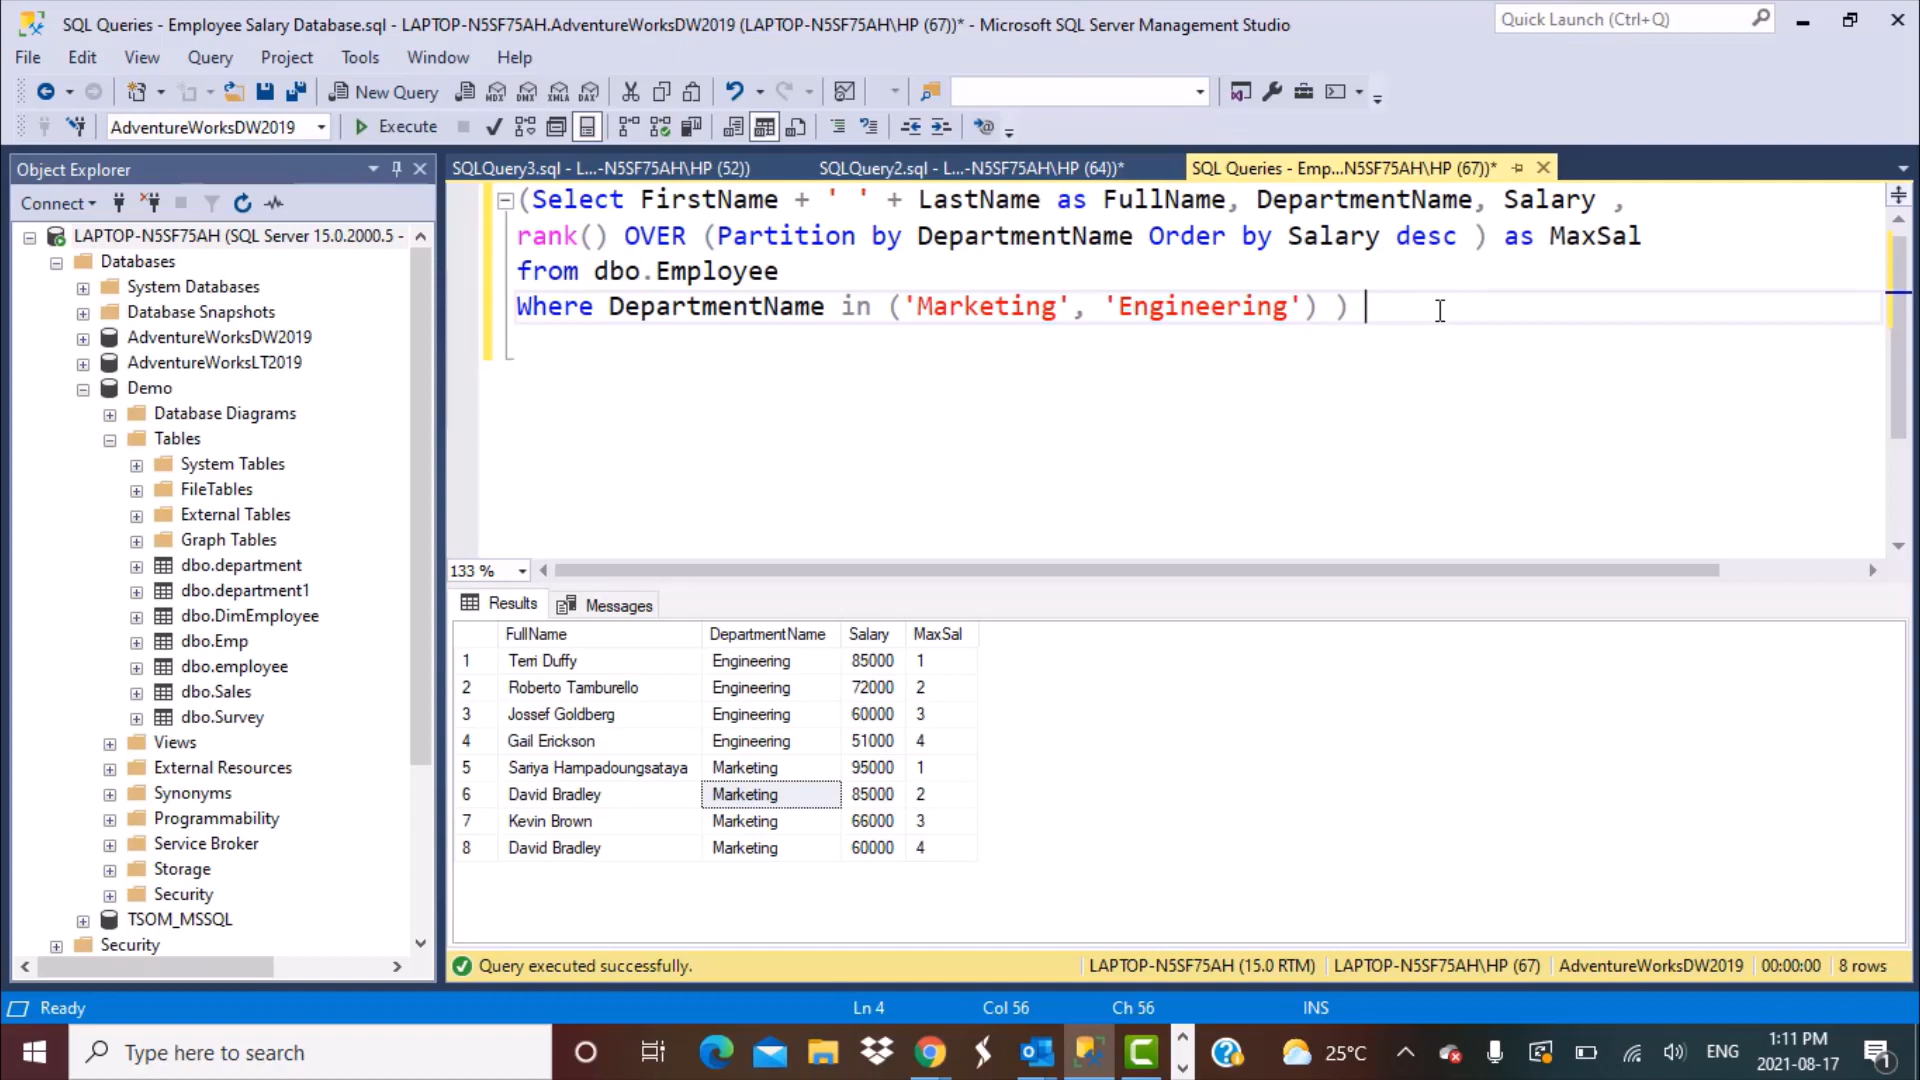 SQL Queries - Employee Salary Database.sql - LAPTOP-N5SF75AH.AdventureWorksDW2019 (LAPTOP-N5SF75AH\HP (67))* - Microsoft SQL Server Management Studio
Quick Launch (Ctrl+Q)
File Edit View Query Project Tools Window Help
New Query MDX DMX XMLA DAX
AdventureWorksDW2019 Execute
Object Explorer
SQLQuery3.sql - L...-N5SF75AH\HP (52)) SQLQuery2.sql - L...-N5SF75AH\HP (64))* SQL Queries - Emp...N5SF75AH\HP (67))*
Connect
LAPTOP-N5SF75AH (SQL Server 15.0.2000.5 -
Databases
System Databases
Database Snapshots
AdventureWorksDW2019
AdventureWorksLT2019
Demo
Database Diagrams
Tables
System Tables
FileTables
External Tables
Graph Tables
dbo.department
dbo.department1
dbo.DimEmployee
dbo.Emp
dbo.employee
dbo.Sales
dbo.Survey
Views
External Resources
Synonyms
Programmability
Service Broker
Storage
Security
TSOM_MSSQL
Security
(Select FirstName + ' ' + LastName as FullName, DepartmentName, Salary ,
rank() OVER (Partition by DepartmentName Order by Salary desc ) as MaxSal
from dbo.Employee
Where DepartmentName in ('Marketing', 'Engineering') )
133 %
Results Messages
FullName DepartmentName Salary MaxSal
1 Terri Duffy Engineering 85000 1
2 Roberto Tamburello Engineering 72000 2
3 Jossef Goldberg Engineering 60000 3
4 Gail Erickson Engineering 51000 4
5 Sariya Hampadoungsataya Marketing 95000 1
6 David Bradley Marketing 85000 2
7 Kevin Brown Marketing 66000 3
8 David Bradley Marketing 60000 4
Query executed successfully. LAPTOP-N5SF75AH (15.0 RTM) LAPTOP-N5SF75AH\HP (67) AdventureWorksDW2019 00:00:00 8 rows
Ready Ln 4 Col 56 Ch 56 INS
Type here to search
25°C ENG
1:11 PM
2021-08-17
1